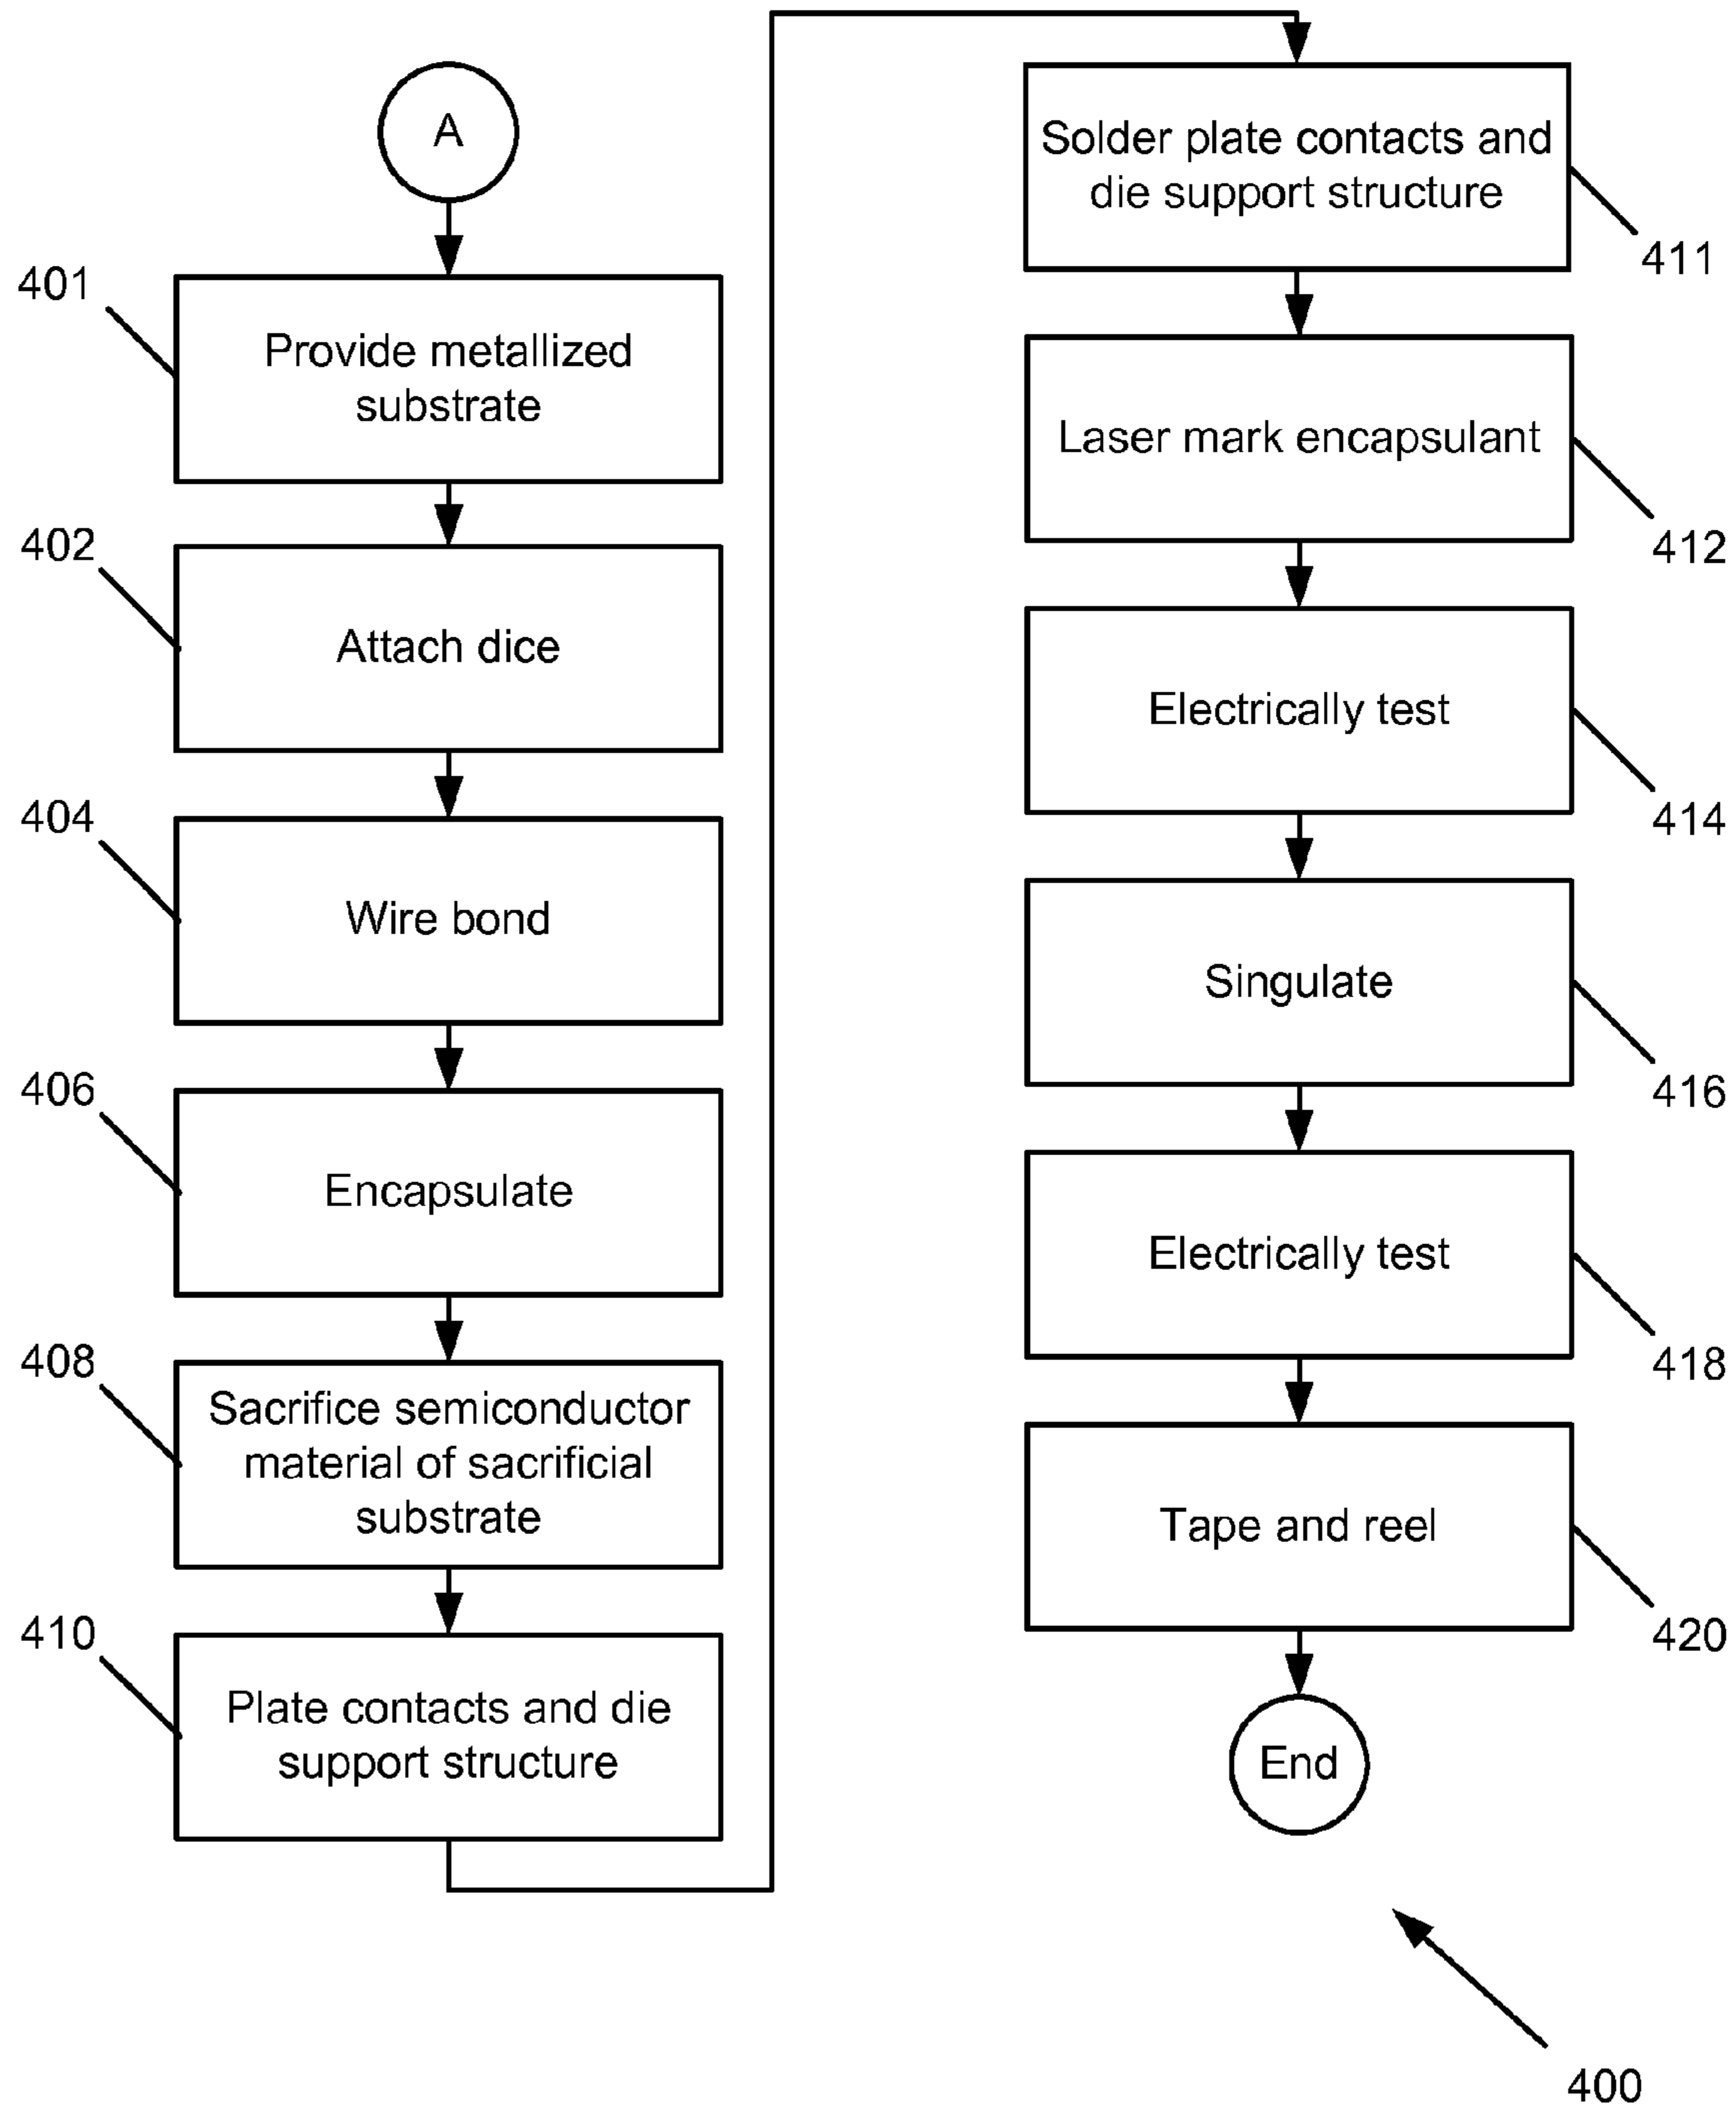 A
401
Provide metallized
substrate
402
Attach dice
404
Wire bond
406
Encapsulate
408
Sacrifice semiconductor
material of sacrificial
substrate
410
Plate contacts and die
support structure
Solder plate contacts and
die support structure
411
Laser mark encapsulant
412
Electrically test
414
Singulate
416
Electrically test
418
Tape and reel
420
End
400